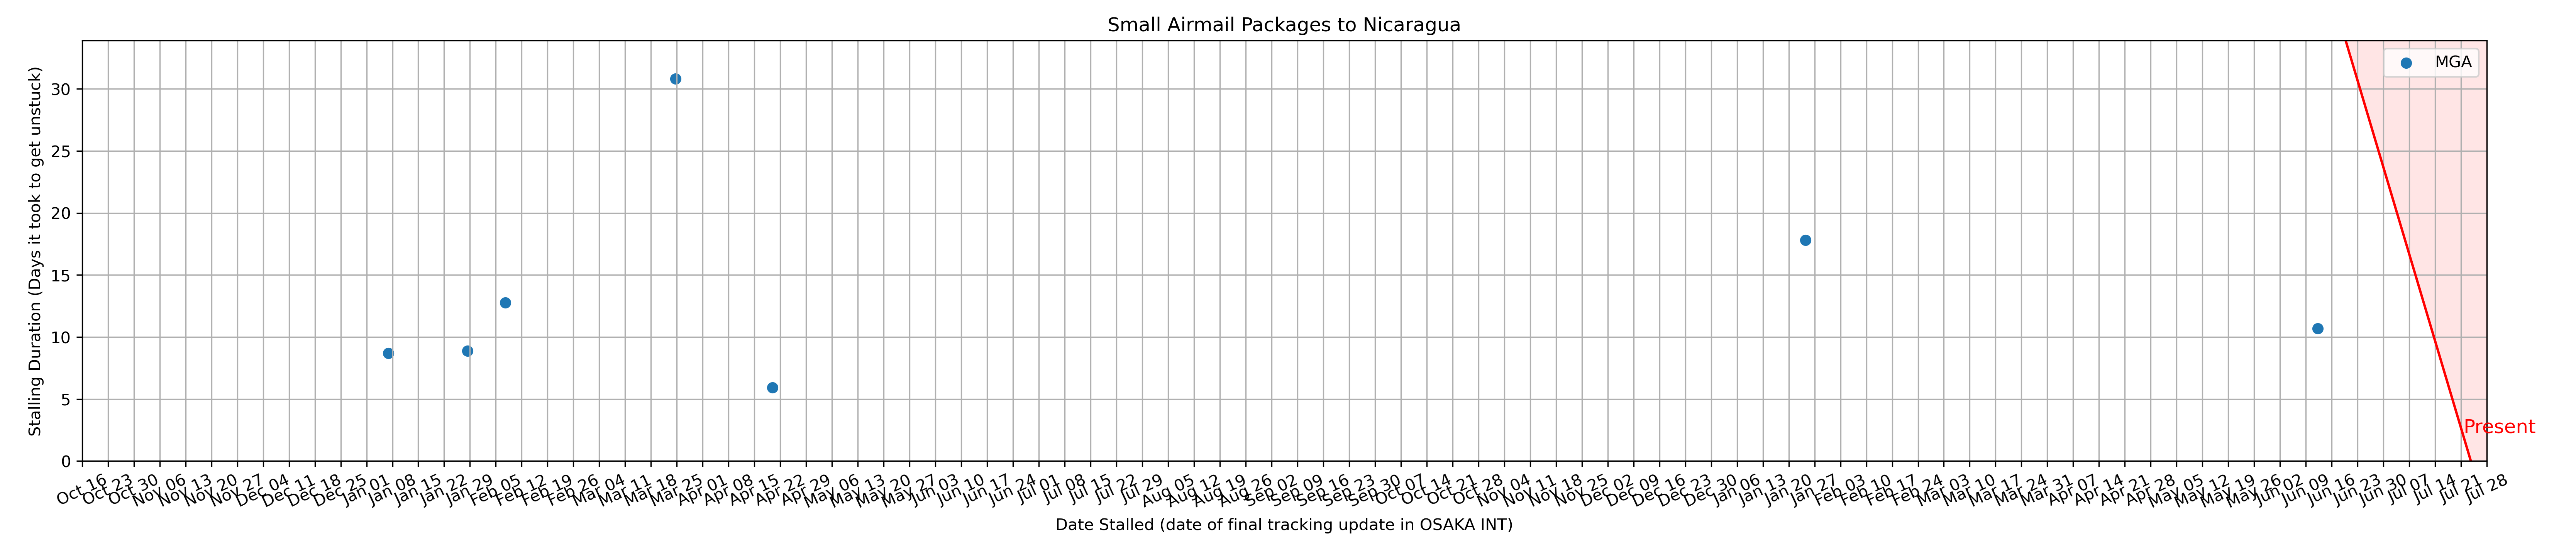 Small Airmail Packages to Nicaragua
MGA
Stalling Duration (Days it took to get unstuck)
30
25
20
15
10
5
0
Present
Oct 16 Oct 23 Oct 30 Nov 06 Nov 13 Nov 20 Nov 27 Dec 04 Dec 11 Dec 18 Dec 25 Jan 01 Jan 08 Jan 15 Jan 22 Jan 29 Feb 05 Feb 12 Feb 19 Feb 26 Mar 04 Mar 11 Mar 18 Mar 25 Apr 01 Apr 08 Apr 15 Apr 22 Apr 29 May 06 May 13 May 20 May 27 Jun 03 Jun 10 Jun 17 Jun 24 Jul 01 Jul 08 Jul 15 Jul 22 Jul 29 Aug 05 Aug 12 Aug 19 Aug 26 Sep 02 Sep 09 Sep 16 Sep 23 Sep 30 Oct 07 Oct 14 Oct 21 Oct 28 Nov 04 Nov 11 Nov 18 Nov 25 Dec 02 Dec 09 Dec 16 Dec 23 Dec 30 Jan 06 Jan 13 Jan 20 Jan 27 Feb 03 Feb 10 Feb 17 Feb 24 Mar 03 Mar 10 Mar 17 Mar 24 Mar 31 Apr 07 Apr 14 Apr 21 Apr 28 May 05 May 12 May 19 May 26 Jun 02 Jun 09 Jun 16 Jun 23 Jun 30 Jul 07 Jul 14 Jul 21 Jul 28
Date Stalled (date of final tracking update in OSAKA INT)